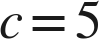 c = 5